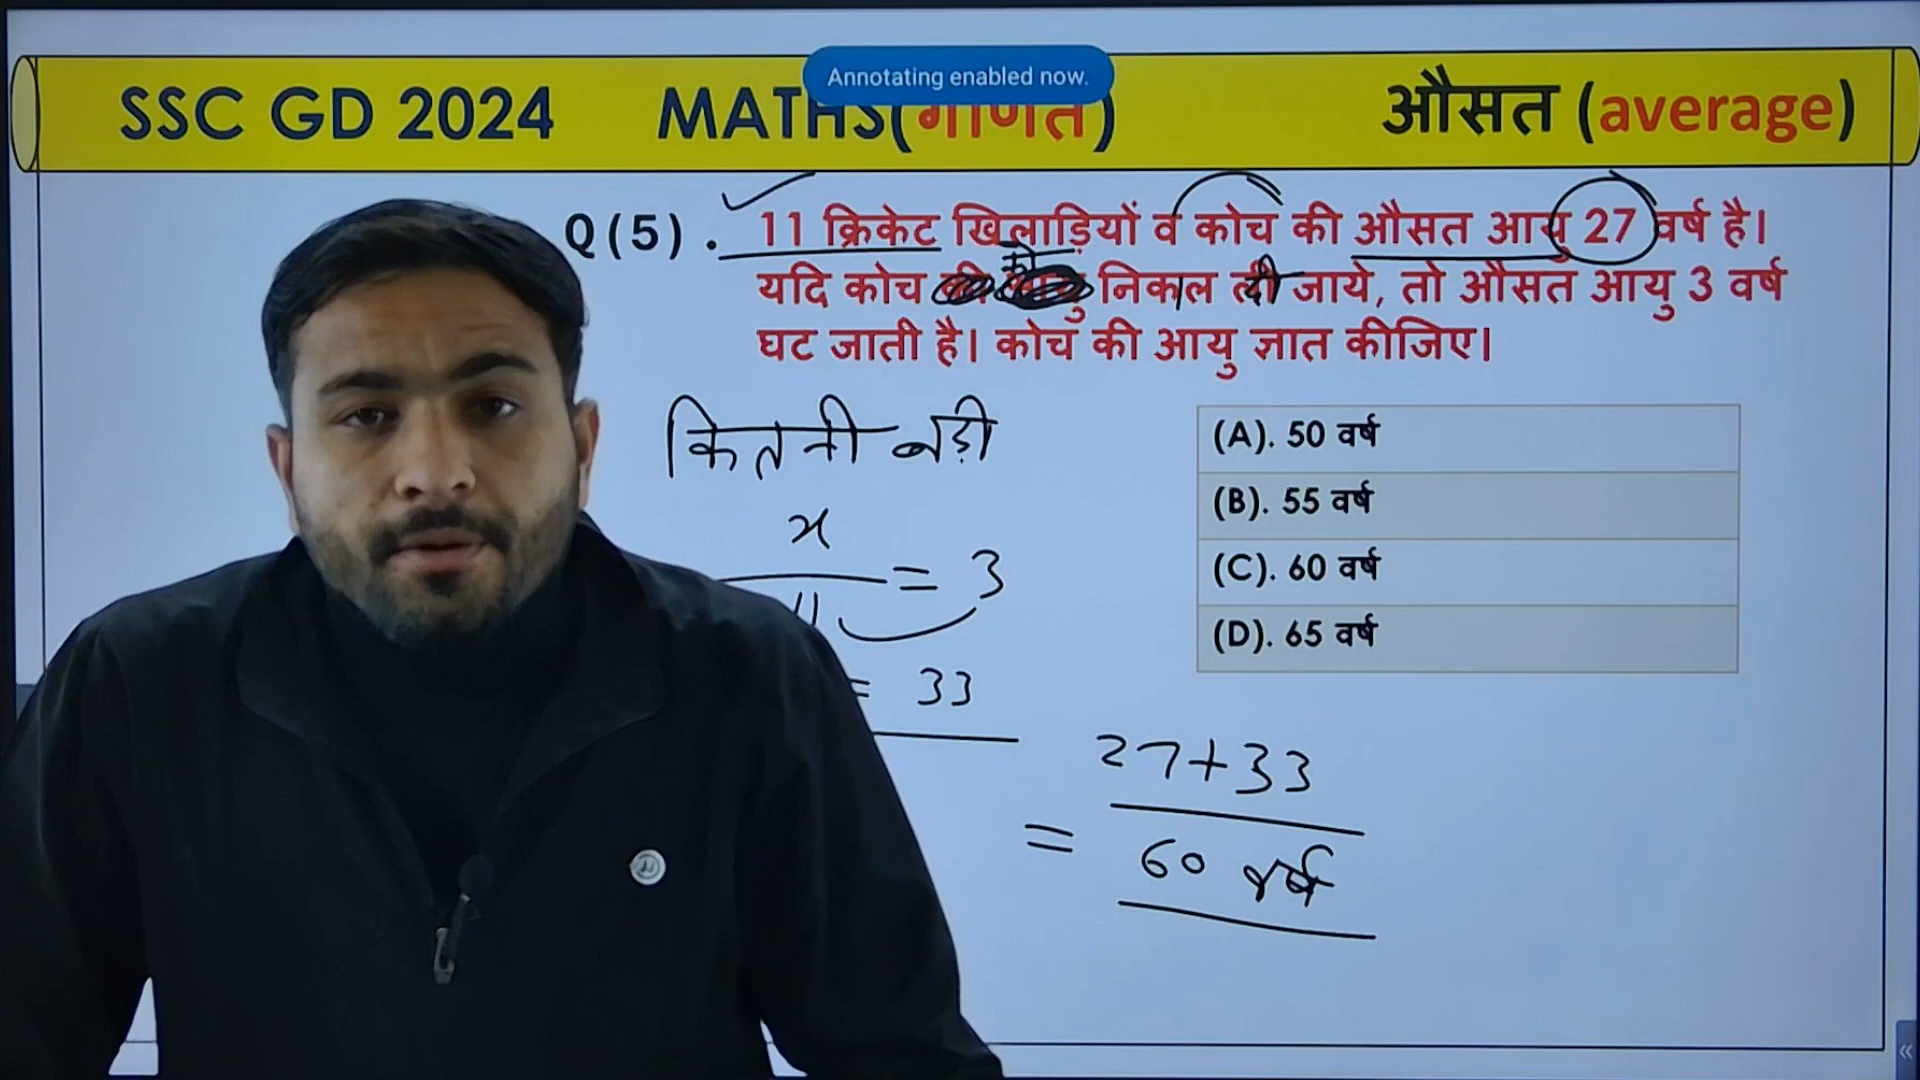 Annotating enabled now.
SSC GD 2024 MATHS(गणित) औसत (average)
Q(5). 11 क्रिकेट खिलाड़ियों व कोच की औसत आयु 27 वर्ष है।
को
यदि कोच निकाल दी जाये, तो औसत आयु 3 वर्ष
घट जाती है। कोच की आयु ज्ञात कीजिए।
कितनी बड़ी
(A). 50 वर्ष
(B). 55 वर्ष
(C). 60 वर्ष
(D). 65 वर्ष
x
= 3
11
= 33
27+33
= 60 वर्ष